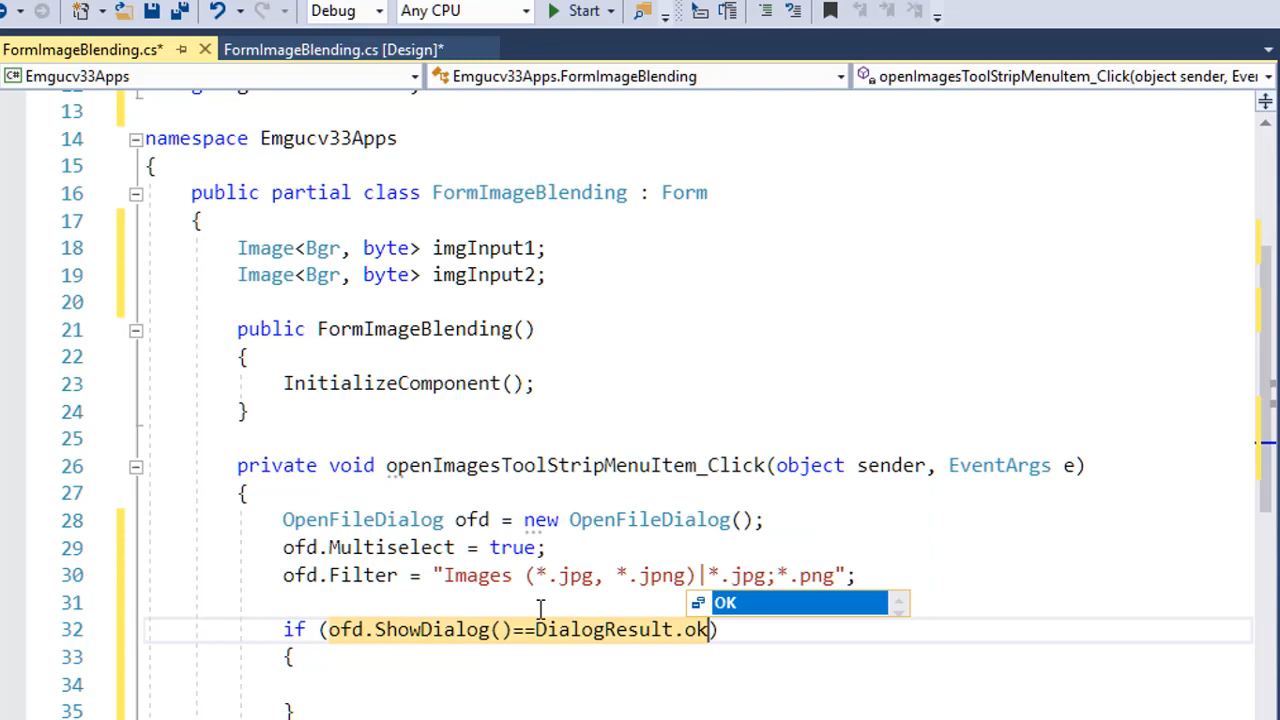 Debug Any CPU Start
FormImageBlending.cs* FormImageBlending.cs [Design]*
Emgucv33Apps Emgucv33Apps.FormImageBlending openImagesToolStripMenuItem_Click(object sender, Eve
13
14 namespace Emgucv33Apps
15 {
16 public partial class FormImageBlending : Form
17 {
18 Image<Bgr, byte> imgInput1;
19 Image<Bgr, byte> imgInput2;
20
21 public FormImageBlending()
22 {
23 InitializeComponent();
24 }
25
26 private void openImagesToolStripMenuItem_Click(object sender, EventArgs e)
27 {
28 OpenFileDialog ofd = new OpenFileDialog();
29 ofd.Multiselect = true;
30 ofd.Filter = "Images (*.jpg, *.jpng)|*.jpg;*.png";
31 OK
32 if (ofd.ShowDialog()==DialogResult.ok)
33 {
34
35 }